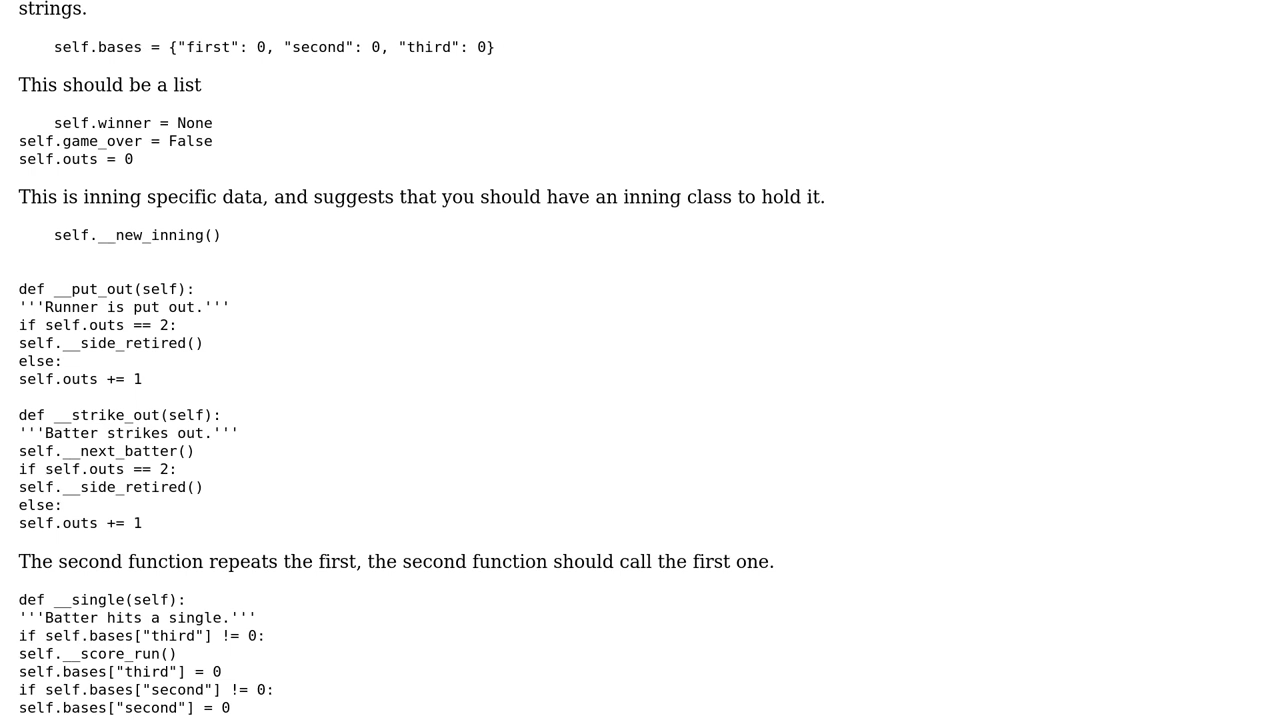 strings.
self.bases = {"first": 0, "second": 0, "third": 0}
This should be a list
self.winner = None
self.game_over = False
self.outs = 0
This is inning specific data, and suggests that you should have an inning class to hold it.
self.__new_inning()
def __put_out(self):
'''Runner is put out.'''
if self.outs == 2:
self.__side_retired()
else:
self.outs += 1
def __strike_out(self):
'''Batter strikes out.'''
self.__next_batter()
if self.outs == 2:
self.__side_retired()
else:
self.outs += 1
The second function repeats the first, the second function should call the first one.
def __single(self):
'''Batter hits a single.'''
if self.bases["third"] != 0:
self.__score_run()
self.bases["third"] = 0
if self.bases["second"] != 0:
self.bases["second"] = 0